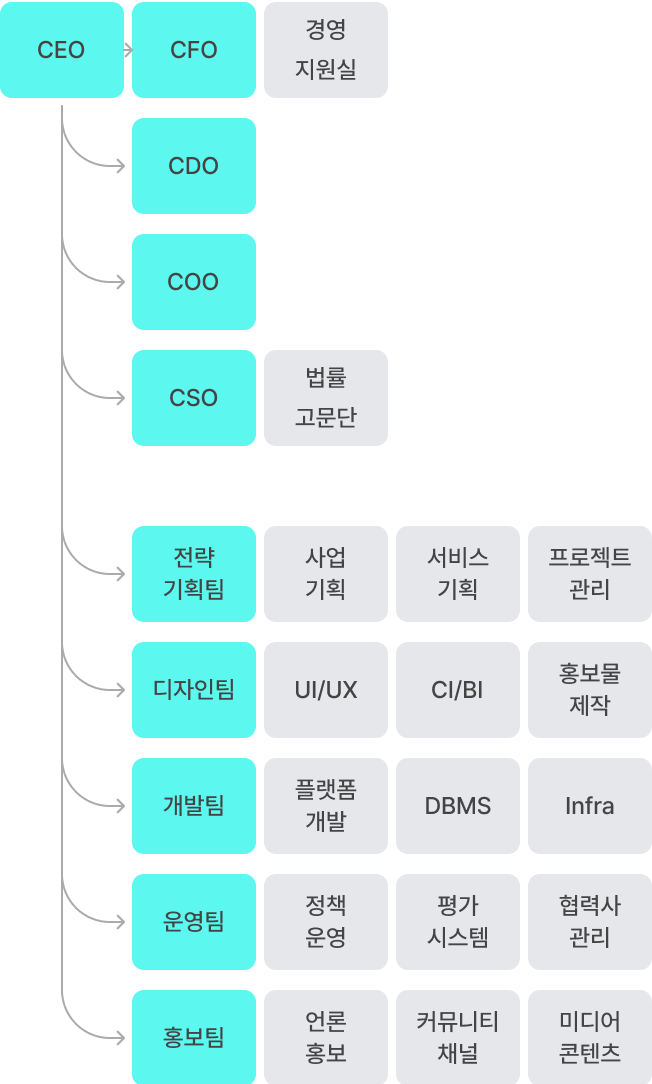 CEO
CFO
경영
지원실
CDO
COO
CSO
법률
고문단
전략
기획팀
사업
기획
서비스
기획
프로젝트
관리
디자인팀
UI/UX
CI/BI
홍보물
제작
개발팀
플랫폼
개발
DBMS
Infra
운영팀
정책
운영
평가
시스템
협력사
관리
홍보팀
언론
홍보
커뮤니티
채널
미디어
콘텐츠